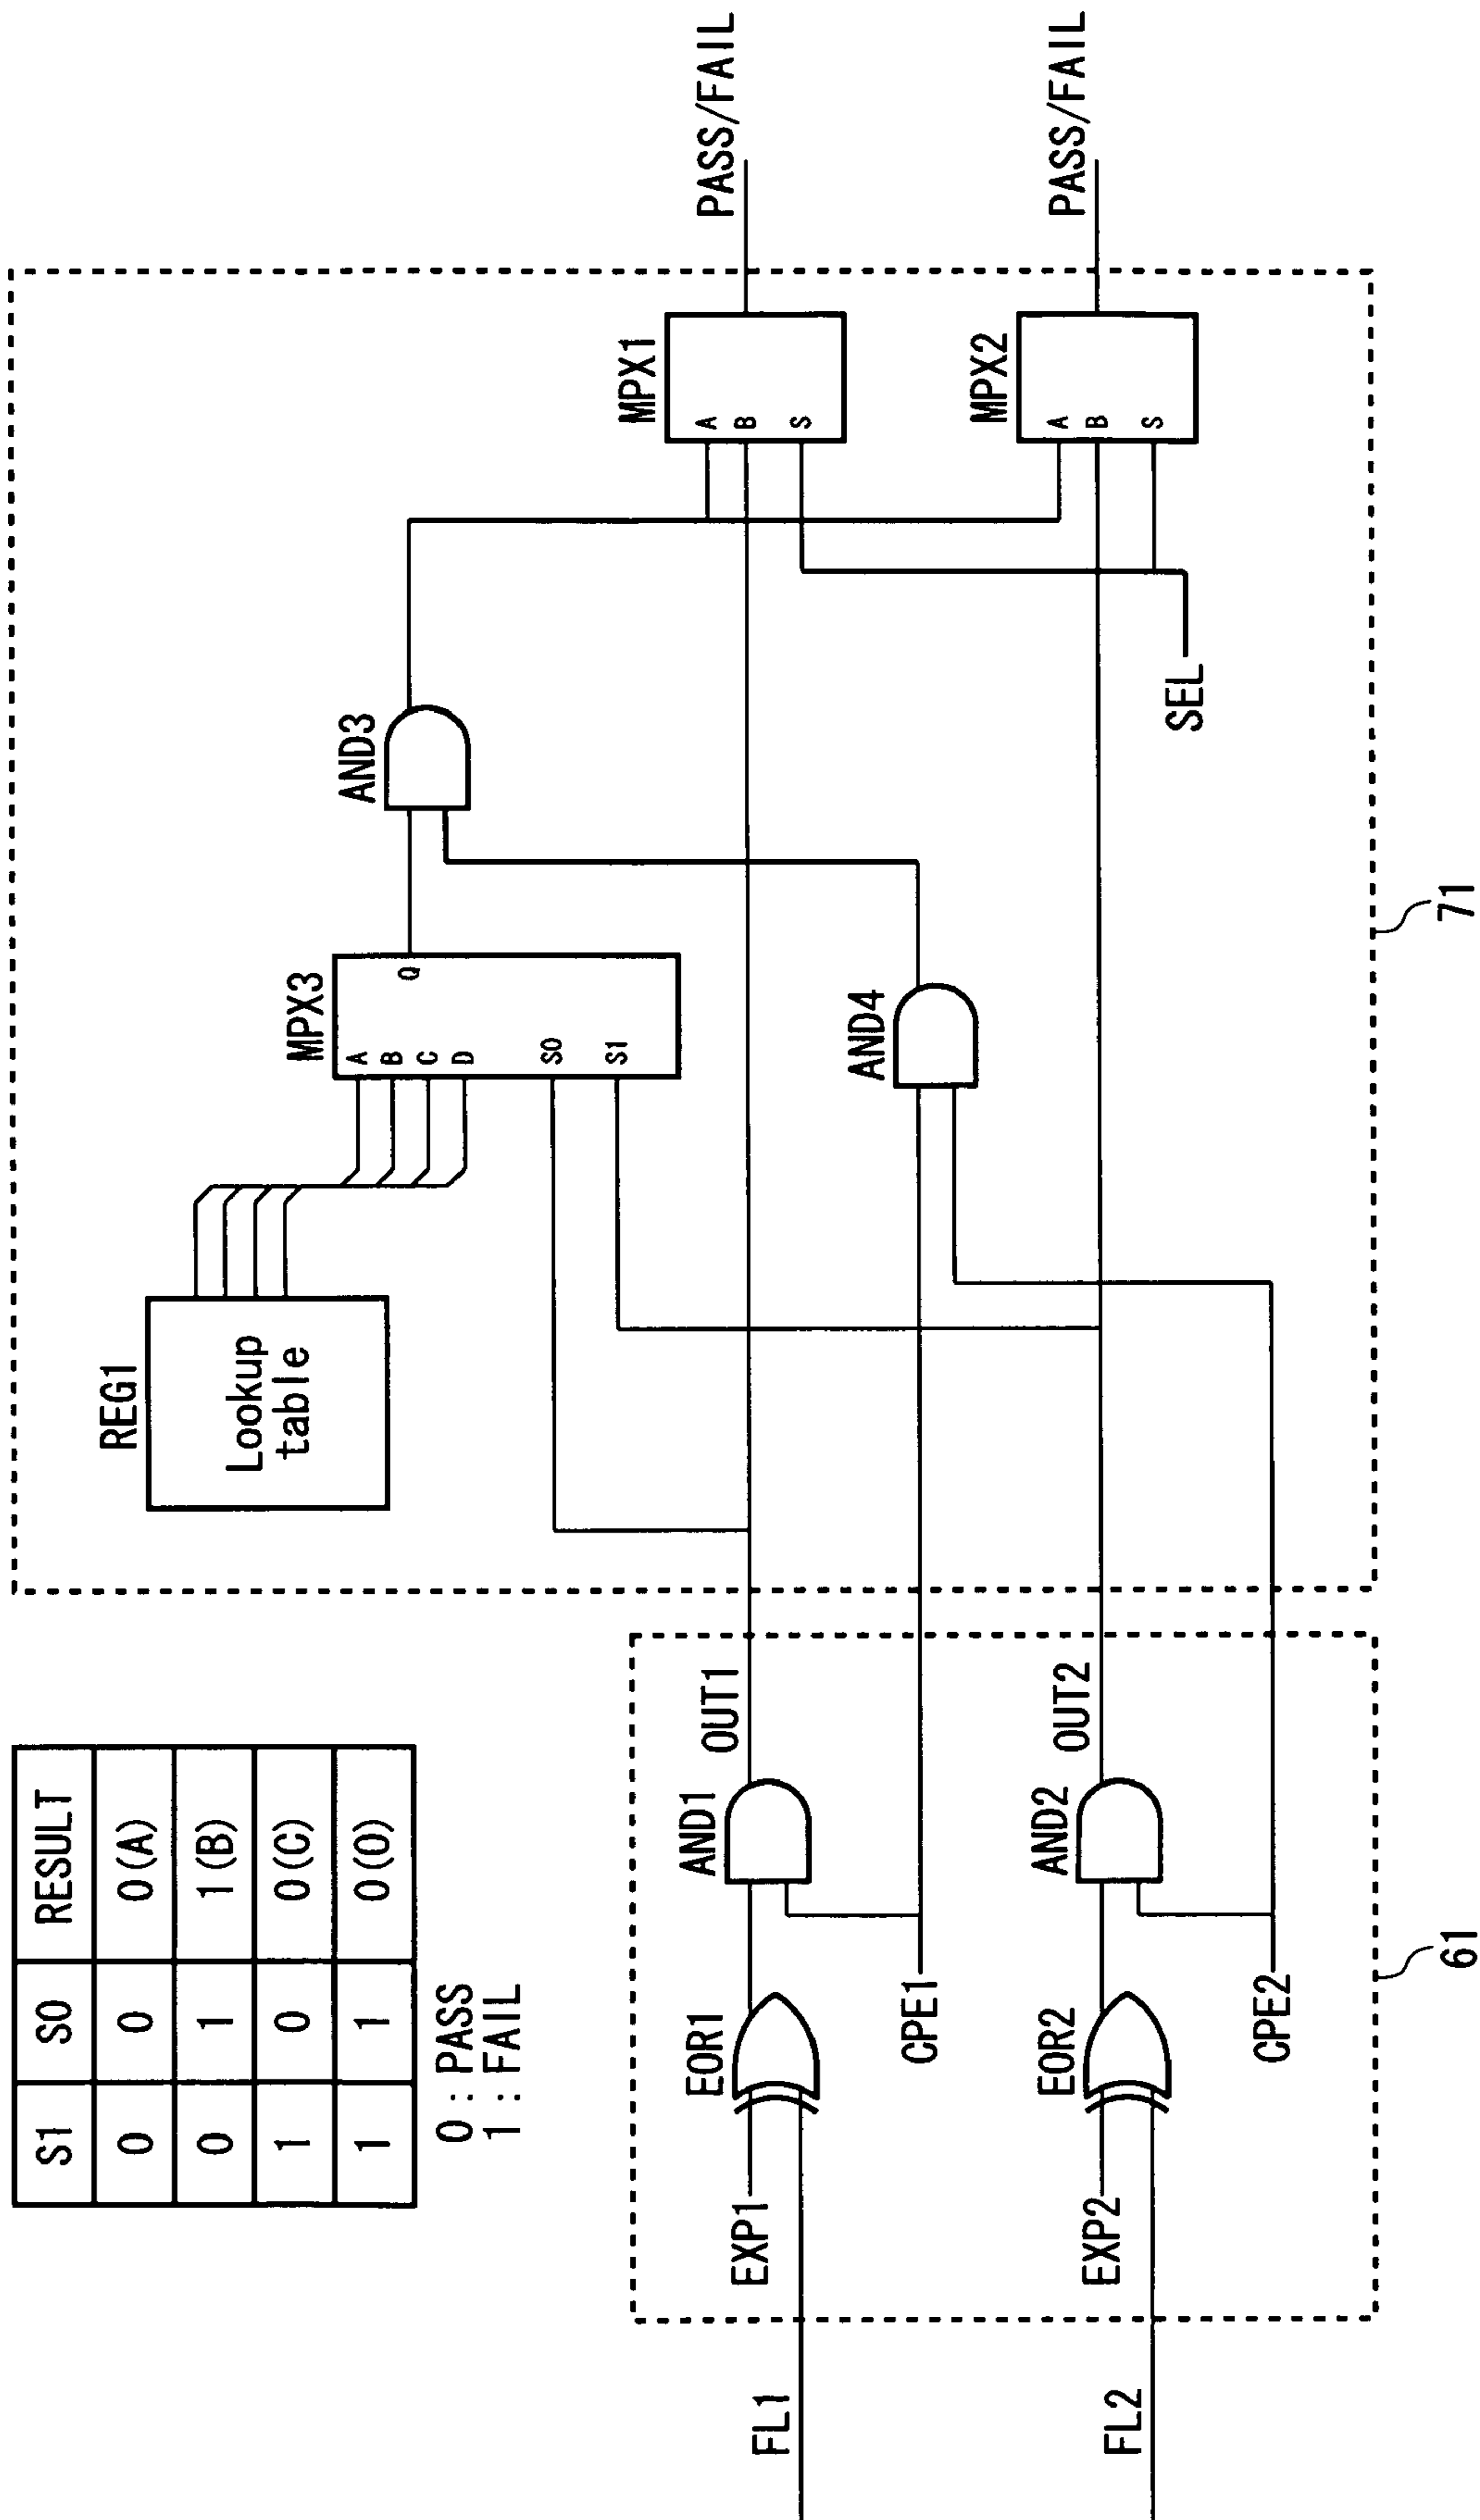 S1 S0 RESULT
0 0 0(A)
0 1 1(B)
1 0 0(C)
1 1 0(O)
0 : PASS
1 : FAIL
REG1
Lookup
table
MPX3
A
B
C
D
S0
S1
Q
AND3
AND4
MPX1
A
B
S
PASS/FAIL
MPX2
A
B
S
PASS/FAIL
SEL
71
FL1
EXP1
EOR1
AND1
OUT1
CPE1
FL2
EXP2
EOR2
AND2
OUT2
CPE2
61